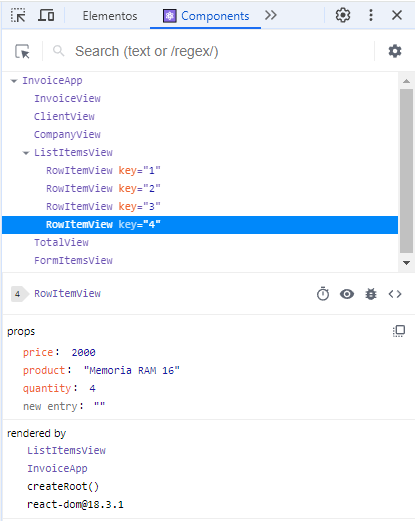 Elementos Components
Search (text or /regex/)
InvoiceApp
InvoiceView
ClientView
CompanyView
ListItemsView
RowItemView key="1"
RowItemView key="2"
RowItemView key="3"
RowItemView key="4"
TotalView
FormItemsView
4 RowItemView
props
price: 2000
product: "Memoria RAM 16"
quantity: 4
new entry: ""
rendered by
ListItemsView
InvoiceApp
createRoot()
react-dom@18.3.1